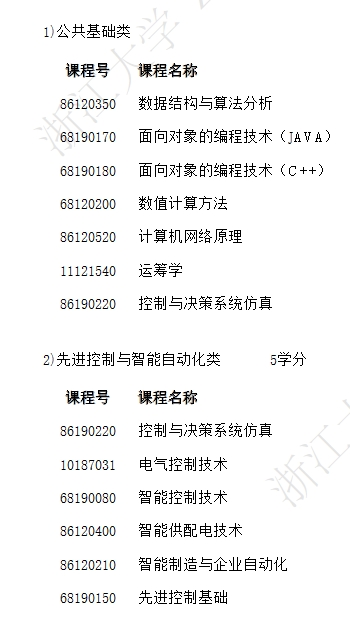 1)公共基础类
课程号 课程名称
86120350 数据结构与算法分析
68190170 面向对象的编程技术（JAVA）
68190180 面向对象的编程技术（C++）
68120200 数值计算方法
86120520 计算机网络原理
11121540 运筹学
86190220 控制与决策系统仿真
2)先进控制与智能自动化类 5学分
课程号 课程名称
86190220 控制与决策系统仿真
10187031 电气控制技术
68190080 智能控制技术
86120400 智能供配电技术
86120210 智能制造与企业自动化
68190150 先进控制基础
浙江大学
浙江大